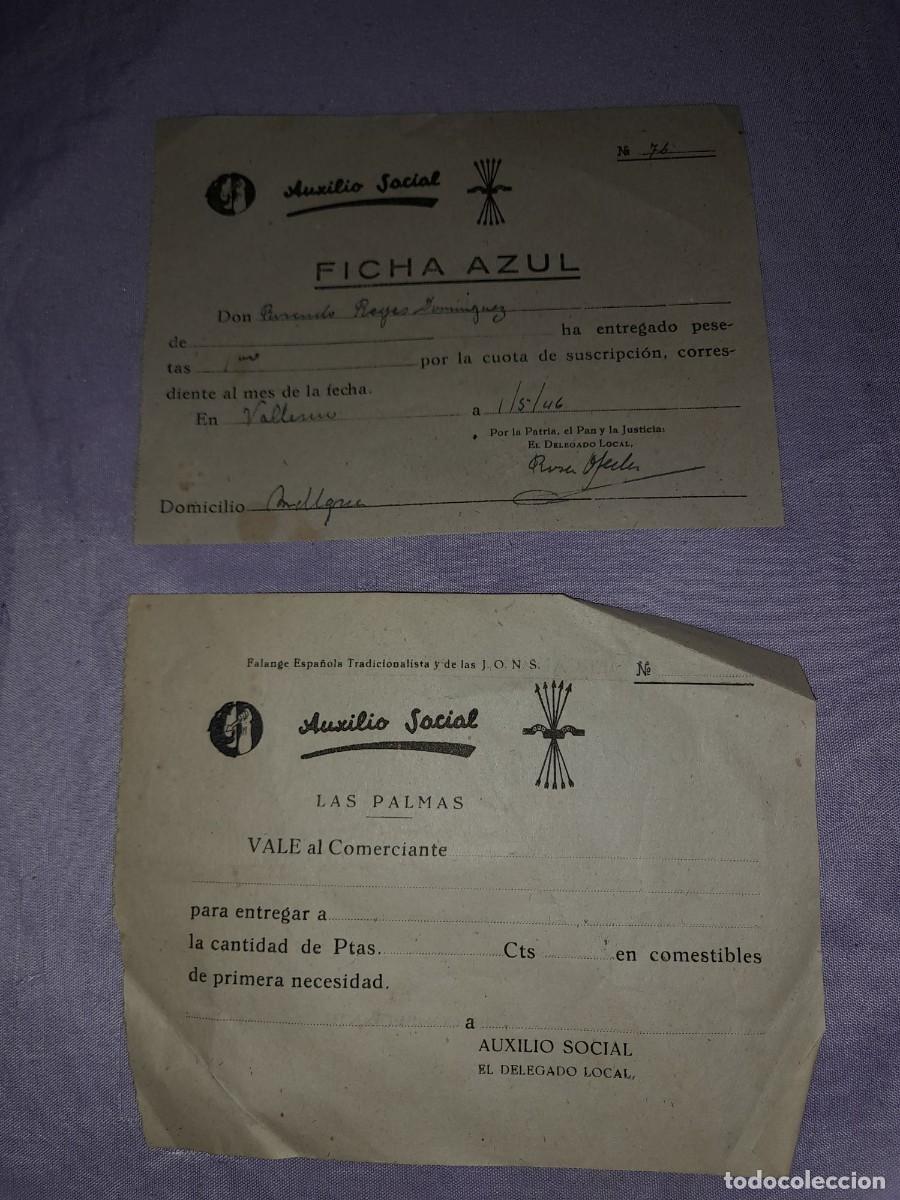 Nº 76
Auxilio Social
FICHA AZUL
Don Reyes Dominguez
de ha entregado pese-
tas por la cuota de suscripción, corres-
diente al mes de la fecha.
En a 1/5/46
Por la Patria, el Pan y la Justicia:
EL DELEGADO LOCAL,
Domicilio
Falange Española Tradicionalista y de las J. O. N S.
Nº
Auxilio Social
LAS PALMAS
VALE al Comerciante
para entregar a
la cantidad de Ptas. Cts en comestibles
de primera necesidad.
a
AUXILIO SOCIAL
EL DELEGADO LOCAL,
todocoleccion